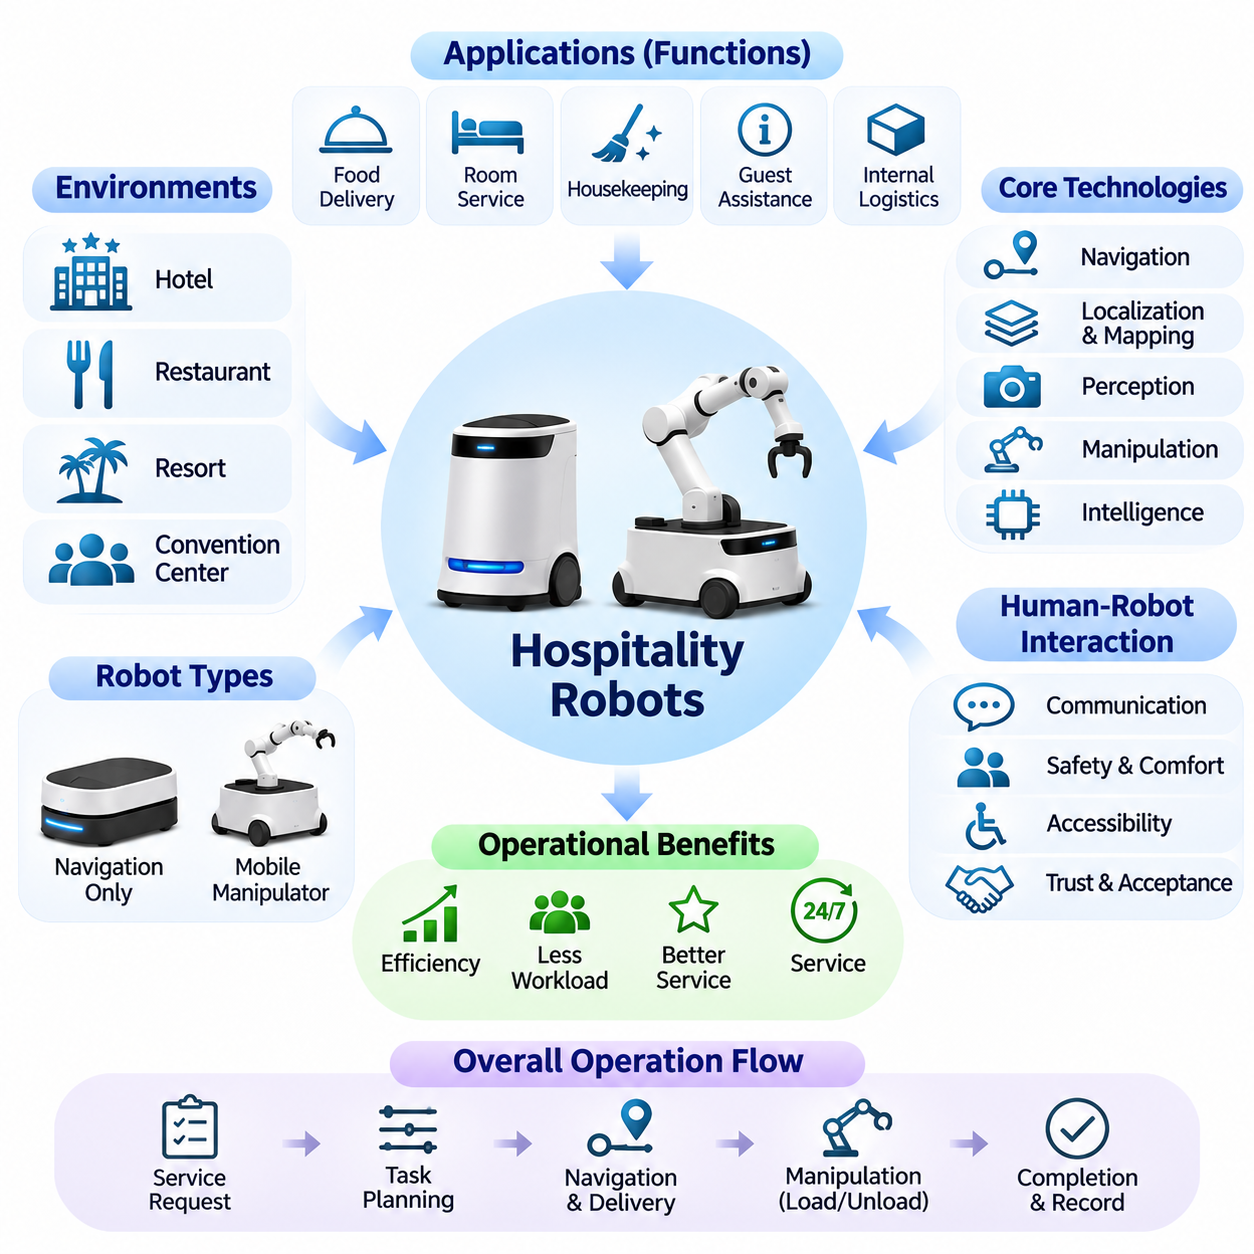 Applications (Functions)
Food
Delivery
Room
Service
Housekeeping
Guest
Assistance
Internal
Logistics
Environments
Hotel
Restaurant
Resort
Convention
Center
Core Technologies
Navigation
Localization
& Mapping
Perception
Manipulation
Intelligence
Hospitality
Robots
Robot Types
Navigation
Only
Mobile
Manipulator
Human-Robot
Interaction
Communication
Safety & Comfort
Accessibility
Trust & Acceptance
Operational Benefits
Efficiency
Less
Workload
Better
Service
24/7
Service
Overall Operation Flow
Service
Request
Task
Planning
Navigation
& Delivery
Manipulation
(Load/Unload)
Completion
& Record